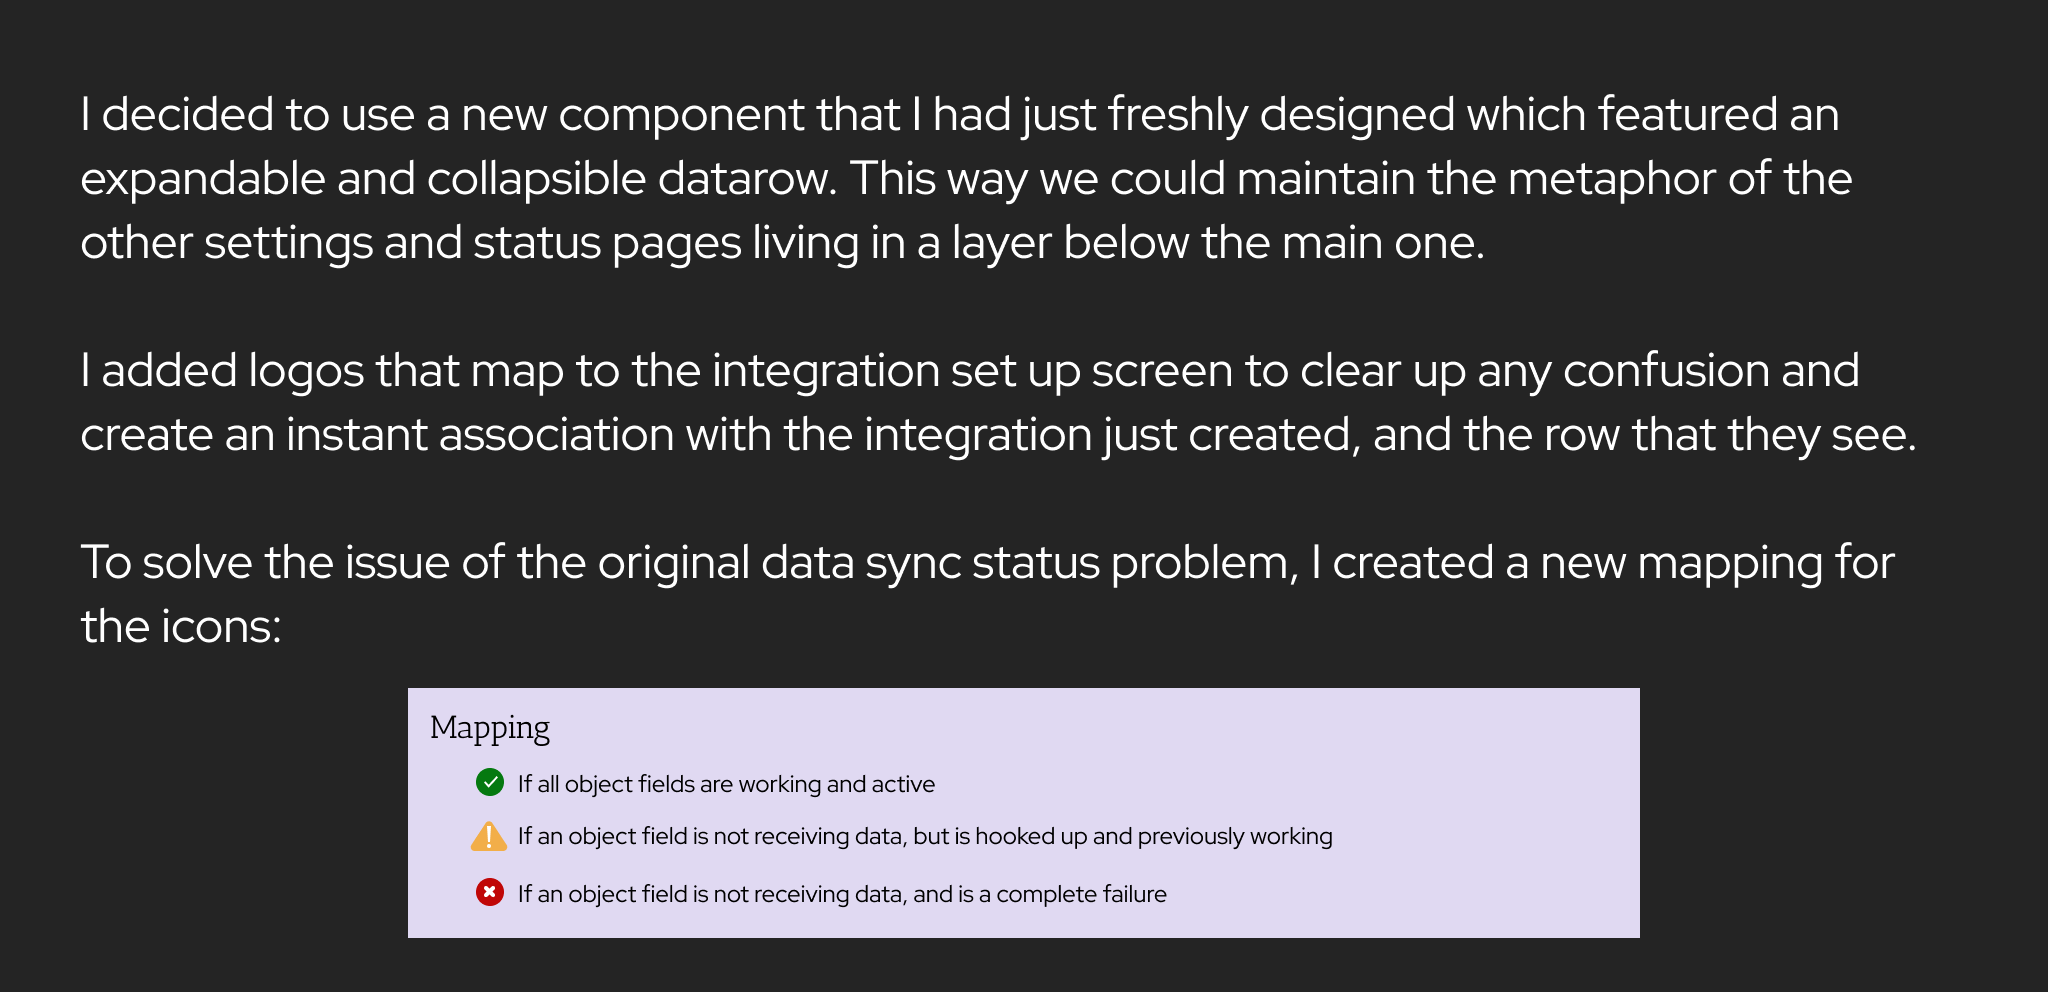 I decided to use a new component that I had just freshly designed which featured an
expandable and collapsible datarow. This way we could maintain the metaphor of the
other settings and status pages living in a layer below the main one.
I added logos that map to the integration set up screen to clear up any confusion and
create an instant association with the integration just created, and the row that they see.
To solve the issue of the original data sync status problem, I created a new mapping for
the icons:
Mapping
If all object fields are working and active
If an object field is not receiving data, but is hooked up and previously working
If an object field is not receiving data, and is a complete failure